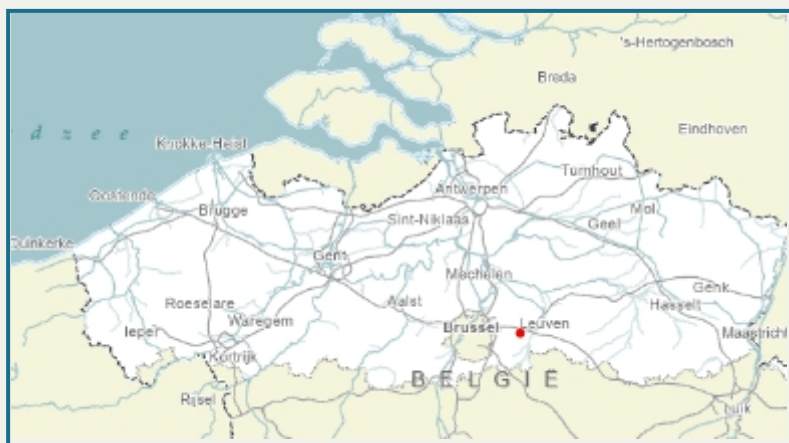 's-Hertogenbosch
Breda
Eindhoven
d z e e
Knokke-Heist
Turnhout
Oostende
Antwerpen
Mol
Brugge
Sint-Niklaas
Geel
Duinkerke
Gent
Mechelen
Genk
Roeselare
Aalst
Hasselt
Waregem
Ieper
Brussel
Leuven
Maastricht
Kortrijk
BELGIË
Rijsel
Luik